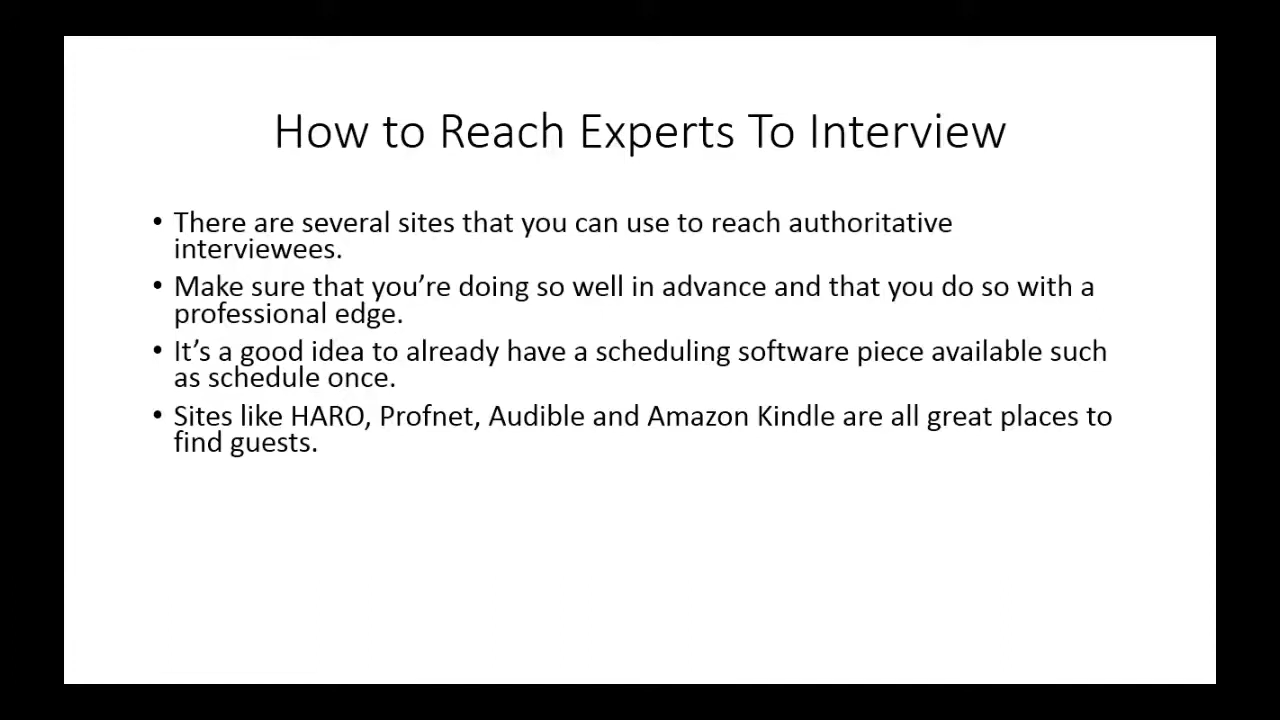 How to Reach Experts To Interview
• There are several sites that you can use to reach authoritative
interviewees.
• Make sure that you’re doing so well in advance and that you do so with a
professional edge.
• It’s a good idea to already have a scheduling software piece available such
as schedule once.
• Sites like HARO, Profnet, Audible and Amazon Kindle are all great places to
find guests.